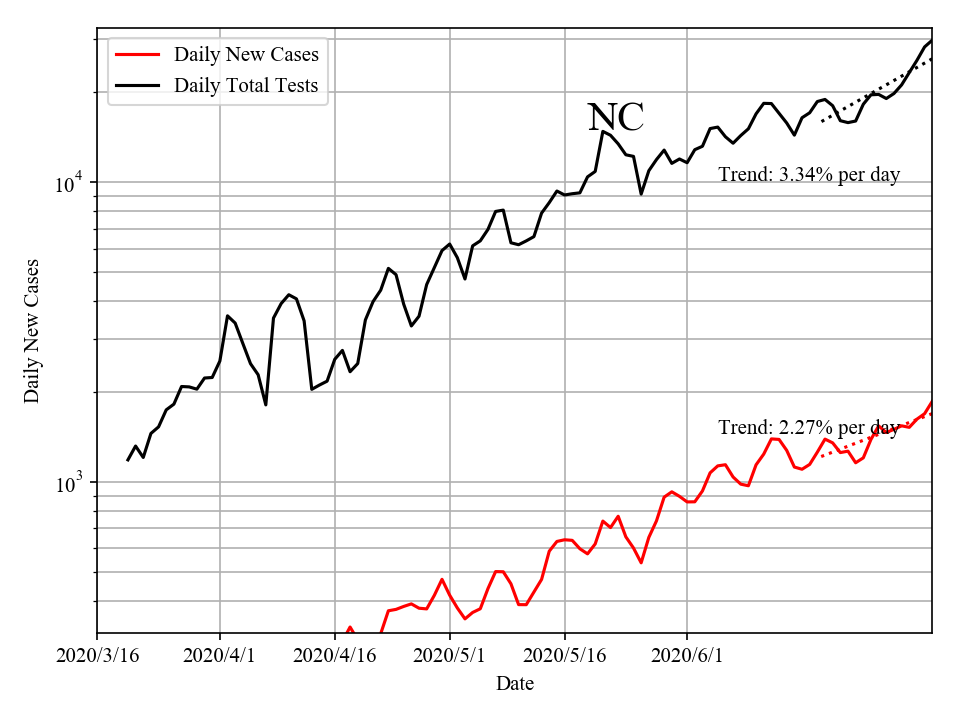 Daily New Cases
Daily Total Tests
NC
Trend: 3.34% per day
Trend: 2.27% per day
10^4
10^3
Daily New Cases
2020/3/16 2020/4/1 2020/4/16 2020/5/1 2020/5/16 2020/6/1
Date